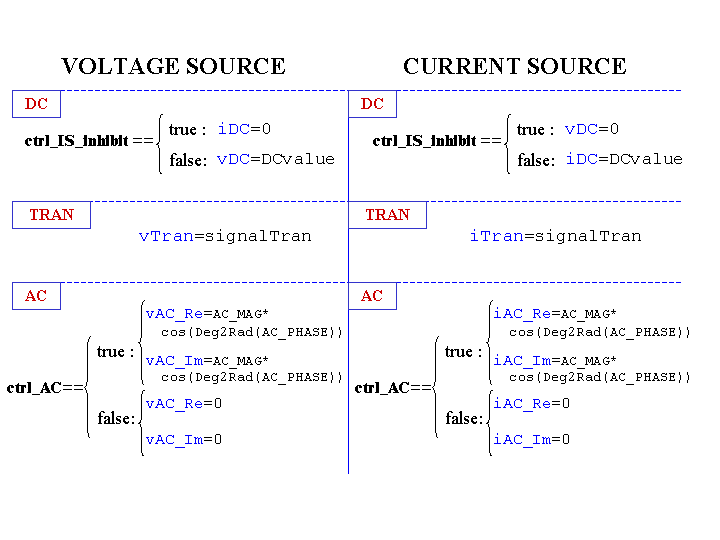 VOLTAGE SOURCE
DC
ctrl_IS_inhibit ==
true : iDC=0
false: vDC=DCvalue
TRAN
vTran=signalTran
AC
ctrl_AC==
true :
vAC_Re=AC_MAG*
cos(Deg2Rad(AC_PHASE))
vAC_Im=AC_MAG*
cos(Deg2Rad(AC_PHASE))
false:
vAC_Re=0
vAC_Im=0
CURRENT SOURCE
DC
ctrl_IS_inhibit ==
true : vDC=0
false: iDC=DCvalue
TRAN
iTran=signalTran
AC
ctrl_AC==
true :
iAC_Re=AC_MAG*
cos(Deg2Rad(AC_PHASE))
iAC_Im=AC_MAG*
cos(Deg2Rad(AC_PHASE))
false:
iAC_Re=0
iAC_Im=0